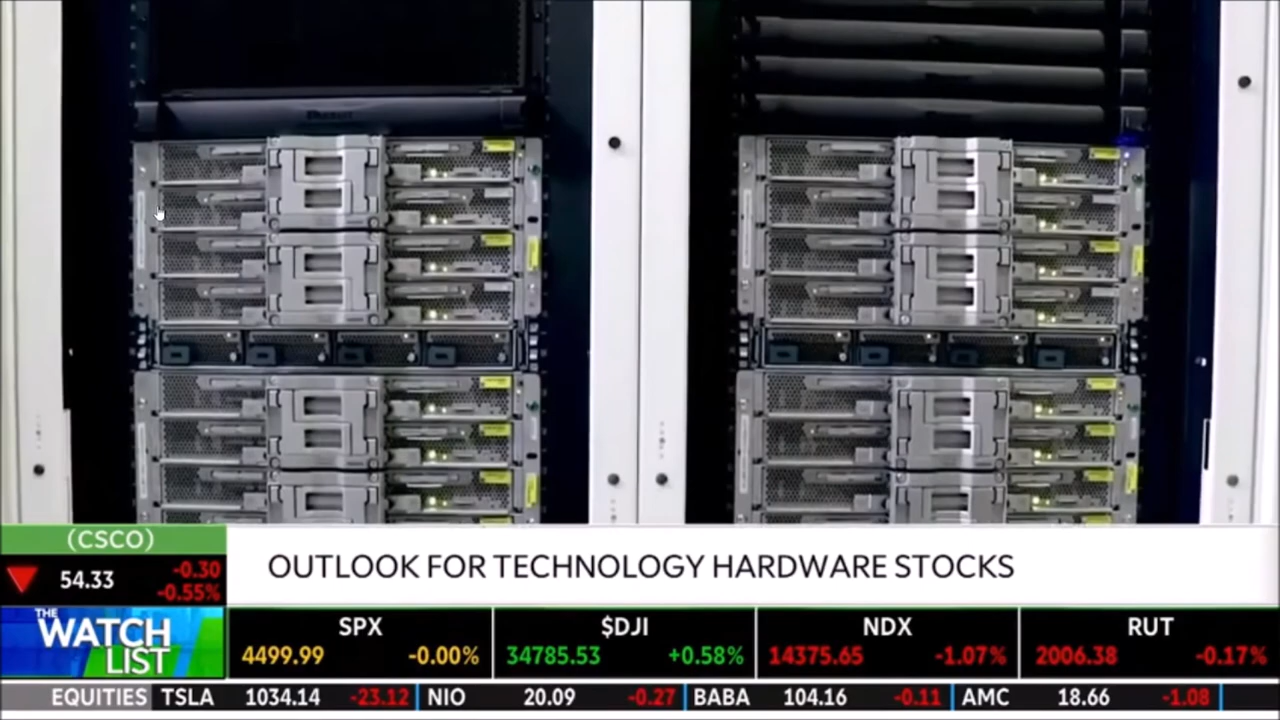 (CSCO)
54.33
-0.30
-0.55%
OUTLOOK FOR TECHNOLOGY HARDWARE STOCKS
THE
WATCH
LIST
SPX
4499.99 -0.00%
$DJI
34785.53 +0.58%
NDX
14375.65 -1.07%
RUT
2006.38 -0.17%
EQUITIES TSLA 1034.14 -23.12 NIO 20.09 -0.27 BABA 104.16 -0.11 AMC 18.66 -1.08